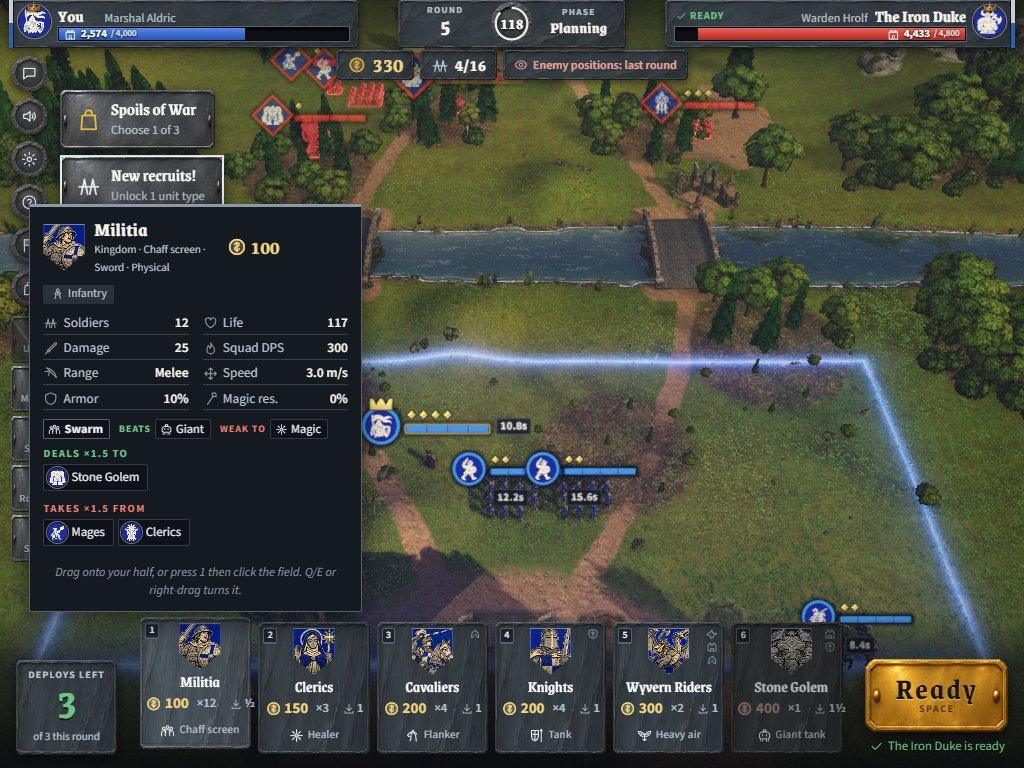 You Marshal Aldric
2,574 / 4,000
ROUND
5
118
PHASE
Planning
READY
Warden Hrolf The Iron Duke
4,433 / 4,800
330
4/16
Enemy positions: last round
Spoils of War
Choose 1 of 3
New recruits!
Unlock 1 unit type
Militia
Kingdom · Chaff screen ·
Sword · Physical
100
Infantry
Soldiers 12
Life 117
Damage 25
Squad DPS 300
Range Melee
Speed 3.0 m/s
Armor 10%
Magic res. 0%
Swarm BEATS Giant WEAK TO Magic
DEALS ×1.5 TO
Stone Golem
TAKES ×1.5 FROM
Mages Clerics
Drag onto your half, or press 1 then click the field. Q/E or
right-drag turns it.
10.8s
12.2s
15.6s
8.4s
DEPLOYS LEFT
3
of 3 this round
1
Militia
100 ×12 ½
Chaff screen
2
Clerics
150 ×3 1
Healer
3
Cavaliers
200 ×4 1
Flanker
4
Knights
200 ×4 1
Tank
5
Wyvern Riders
300 ×2 1
Heavy air
6
Stone Golem
400 ×1 1½
Giant tank
Ready
SPACE
The Iron Duke is ready